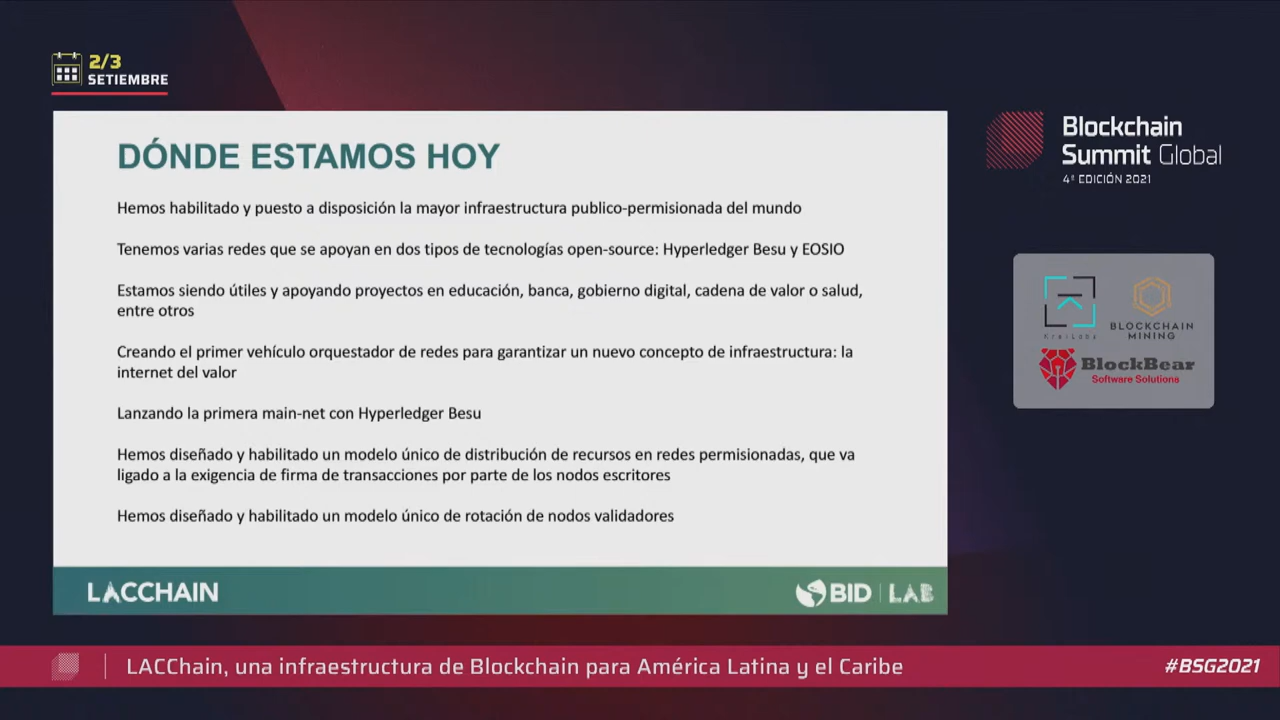 2/3
SETIEMBRE
DÓNDE ESTAMOS HOY
Hemos habilitado y puesto a disposición la mayor infraestructura publico-permisionada del mundo
Tenemos varias redes que se apoyan en dos tipos de tecnologías open-source: Hyperledger Besu y EOSIO
Estamos siendo útiles y apoyando proyectos en educación, banca, gobierno digital, cadena de valor o salud,
entre otros
Creando el primer vehículo orquestador de redes para garantizar un nuevo concepto de infraestructura: la
internet del valor
Lanzando la primera main-net con Hyperledger Besu
Hemos diseñado y habilitado un modelo único de distribución de recursos en redes permisionadas, que va
ligado a la exigencia de firma de transacciones por parte de los nodos escritores
Hemos diseñado y habilitado un modelo único de rotación de nodos validadores
LACCHAIN
BID | LAB
Blockchain
Summit Global
4ª EDICIÓN 2021
BLOCKCHAIN
MINING
BlockBear
Software Solutions
LACChain, una infraestructura de Blockchain para América Latina y el Caribe
#BSG2021